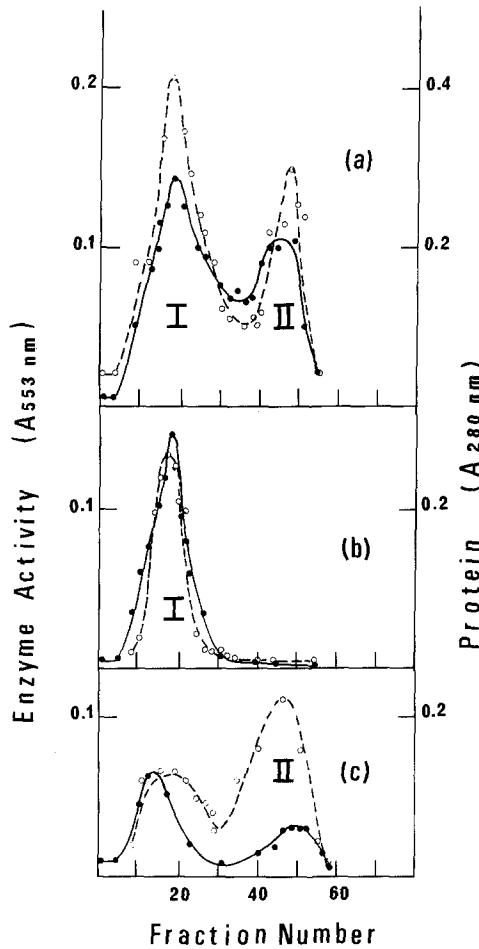 0.2
0.4
(a)
0.1
0.2
I
II
0.1
0.2
(b)
I
0.1
0.2
II
(c)
20
40
60
Fraction Number
Enzyme Activity (A553 nm)
Protein (A280 nm)